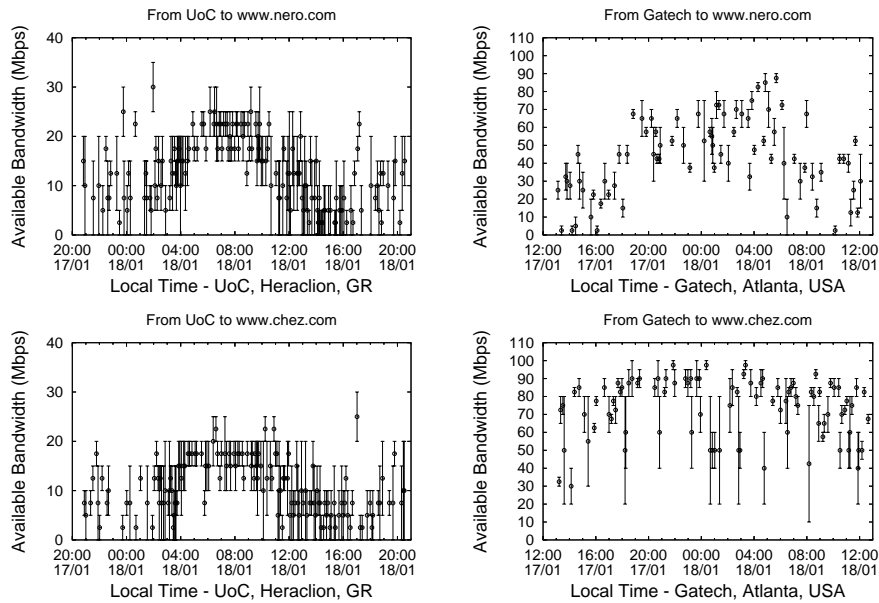 From UoC to www.nero.com
Available Bandwidth (Mbps)
40
30
20
10
0
20:00 00:00 04:00 08:00 12:00 16:00 20:00
17/01 18/01 18/01 18/01 18/01 18/01 18/01
Local Time - UoC, Heraclion, GR
From Gatech to www.nero.com
Available Bandwidth (Mbps)
110
100
90
80
70
60
50
40
30
20
10
0
12:00 16:00 20:00 00:00 04:00 08:00 12:00
17/01 17/01 17/01 18/01 18/01 18/01 18/01
Local Time - Gatech, Atlanta, USA
From UoC to www.chez.com
Available Bandwidth (Mbps)
40
30
20
10
0
20:00 00:00 04:00 08:00 12:00 16:00 20:00
17/01 18/01 18/01 18/01 18/01 18/01 18/01
Local Time - UoC, Heraclion, GR
From Gatech to www.chez.com
Available Bandwidth (Mbps)
110
100
90
80
70
60
50
40
30
20
10
0
12:00 16:00 20:00 00:00 04:00 08:00 12:00
17/01 17/01 17/01 18/01 18/01 18/01 18/01
Local Time - Gatech, Atlanta, USA